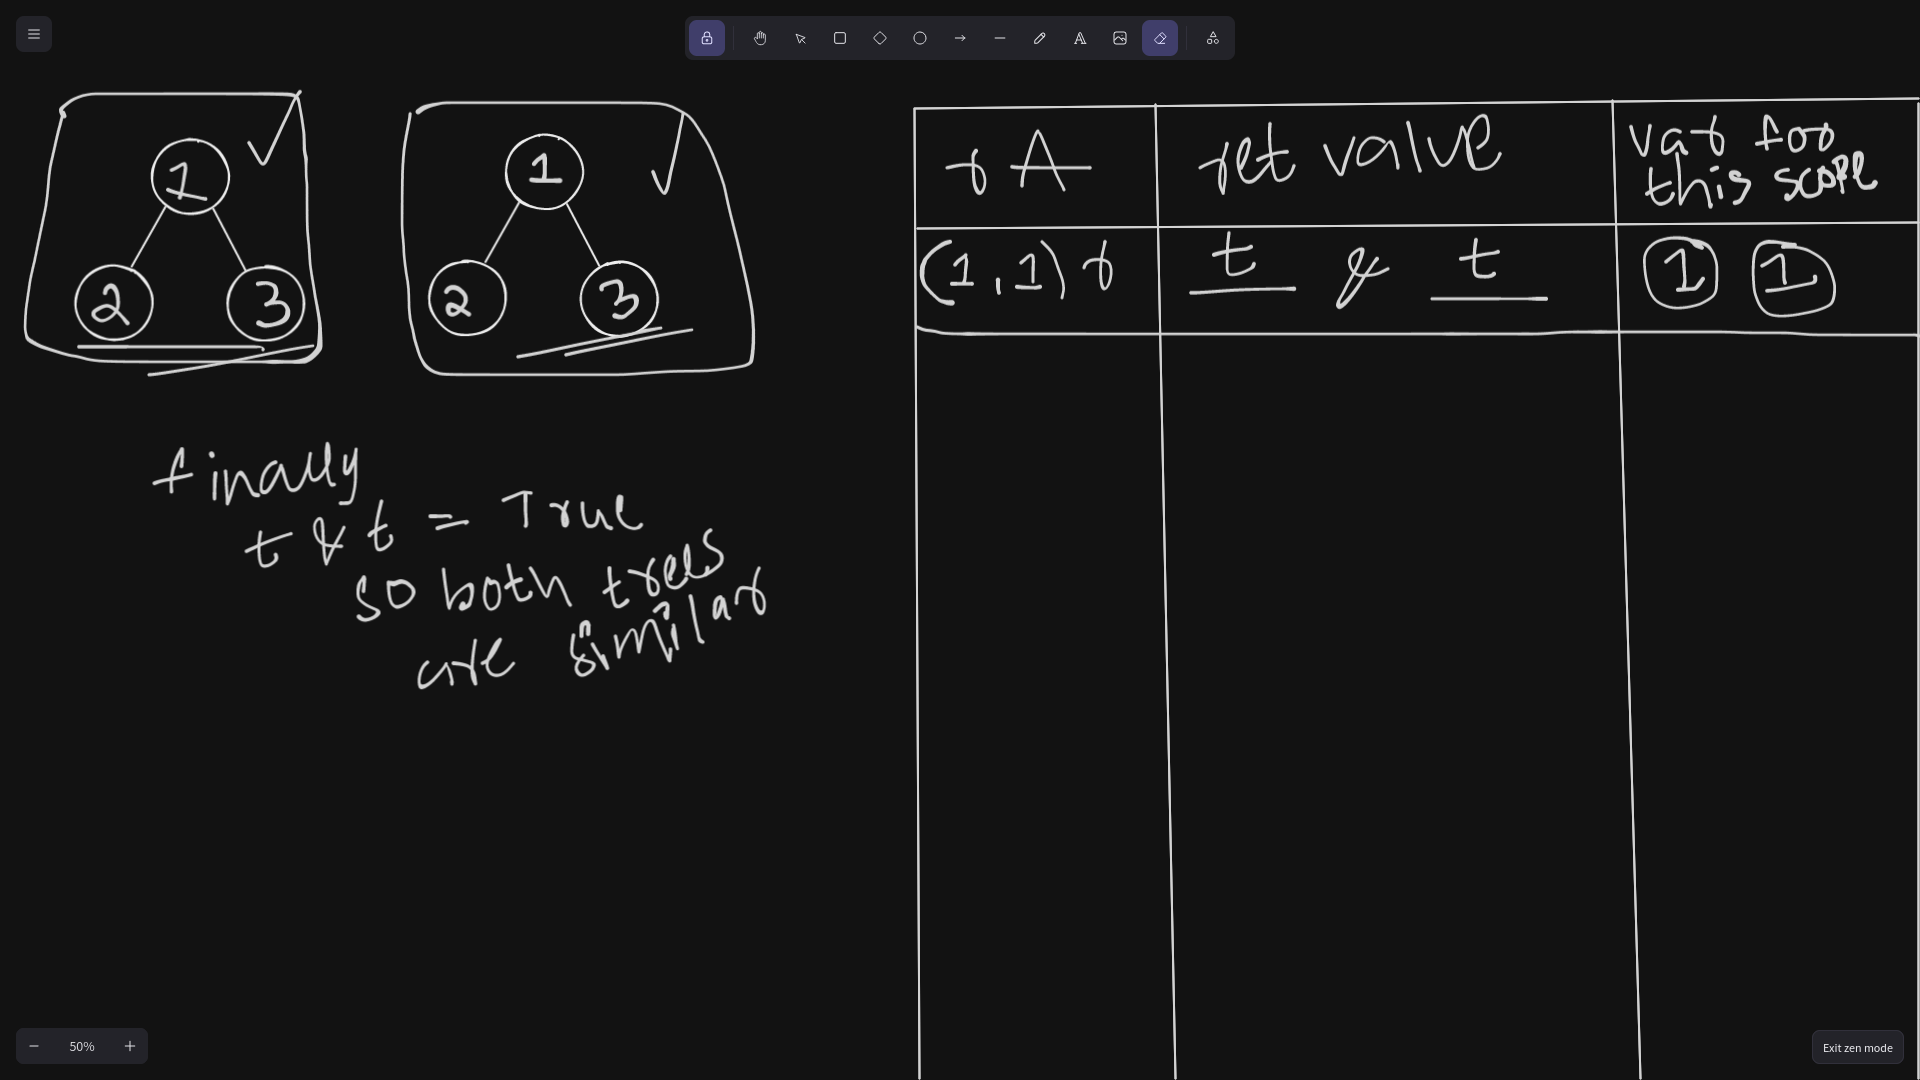 1
2 3
1
2 3
finally
t & t = True
so both trees
are similar
r A ret value var for
this scope
(1,1) r t & t 1 1
50%
Exit zen mode